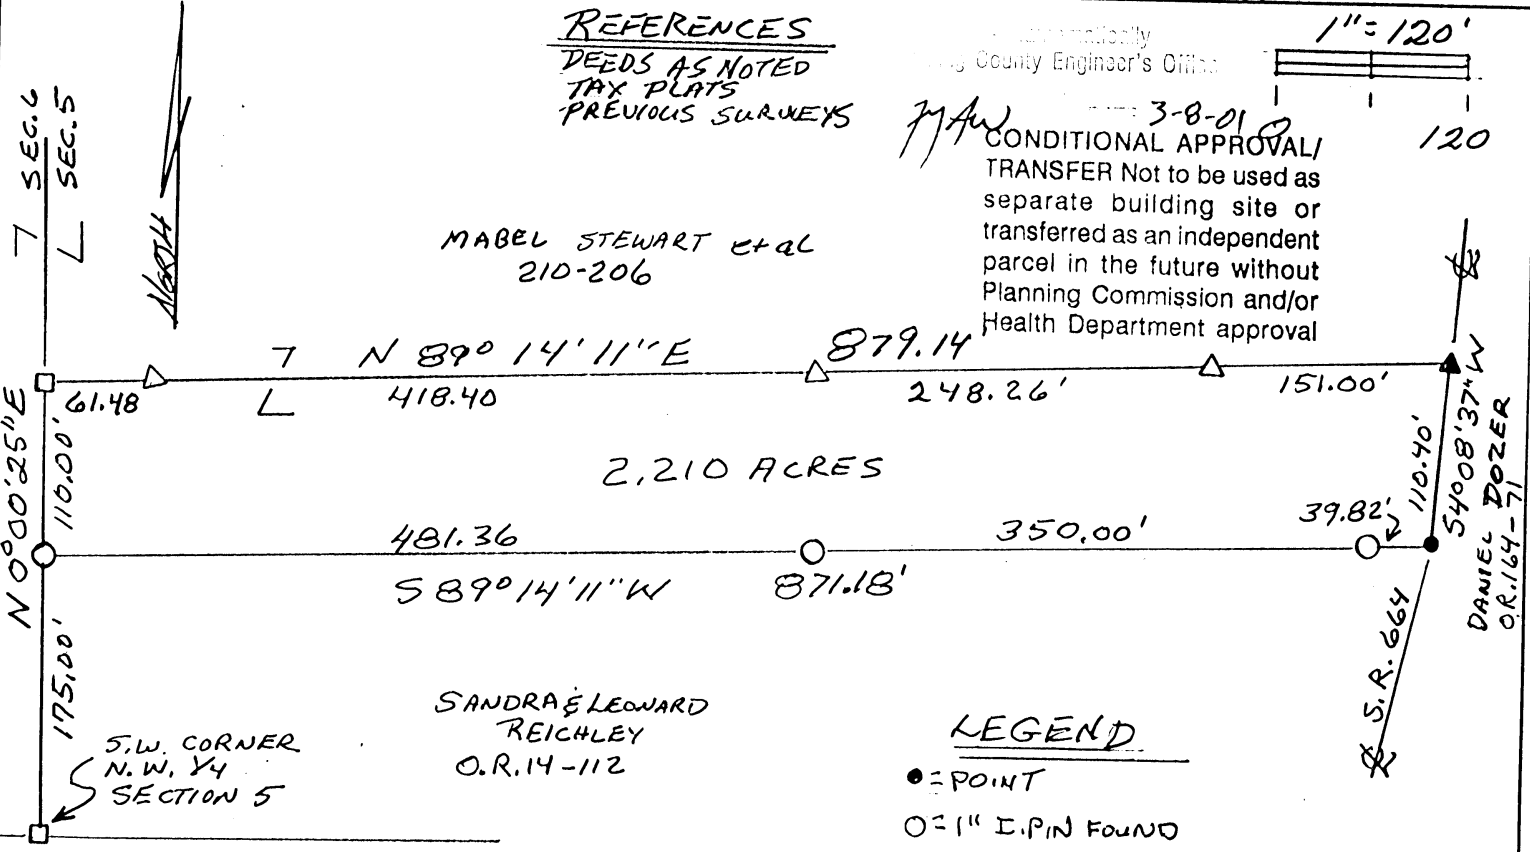 REFERENCES
DEEDS AS NOTED
TAX PLATS
PREVIOUS SURVEYS
County Engineer's Office
3-8-01
1"=120'
120
CONDITIONAL APPROVAL/
TRANSFER Not to be used as
separate building site or
transferred as an independent
parcel in the future without
Planning Commission and/or
Health Department approval
SEC.6
SEC.5
NORTH
MABEL STEWART et al
210-206
N 89° 14' 11" E
879.14
61.48
418.40
248.26'
151.00'
N 0°00'25" E
110.00'
2.210 ACRES
110.40'
S4°08'37"W
DANIEL DOZER
O.R.164-71
39.82'
481.36
350.00'
S 89° 14' 11" W
871.18'
175.00'
S.R. 664
S.W. CORNER
N.W. 1/4
SECTION 5
SANDRA & LEONARD
REICHLEY
O.R.14-112
LEGEND
●=POINT
○=1" I.PIN FOUND